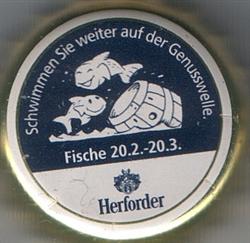 Schwimmen Sie weiter auf der Genusswelle.
Fische 20.2.-20.3.
Herforder